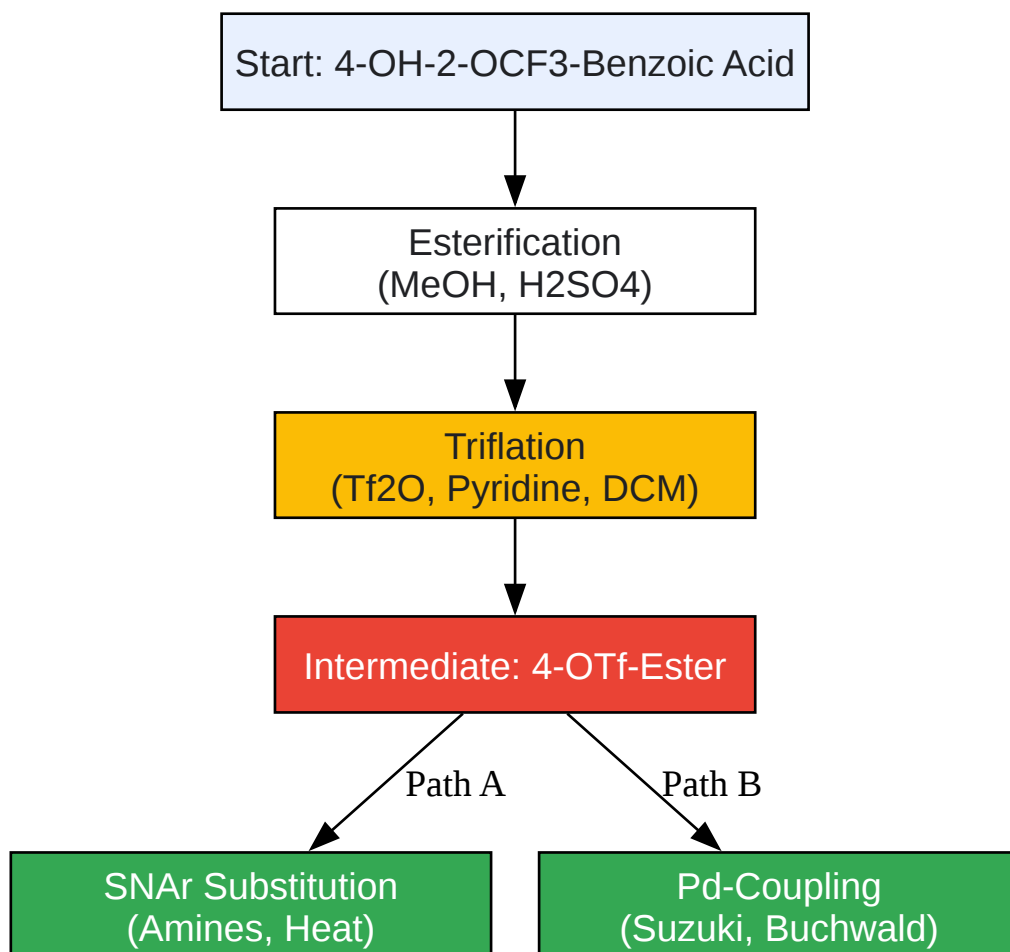 Start: 4-OH-2-OCF3-Benzoic Acid
Esterification
(MeOH, H2SO4)
Triflation
(Tf2O, Pyridine, DCM)
Intermediate: 4-OTf-Ester
Path A
Path B
SNAr Substitution
(Amines, Heat)
Pd-Coupling
(Suzuki, Buchwald)